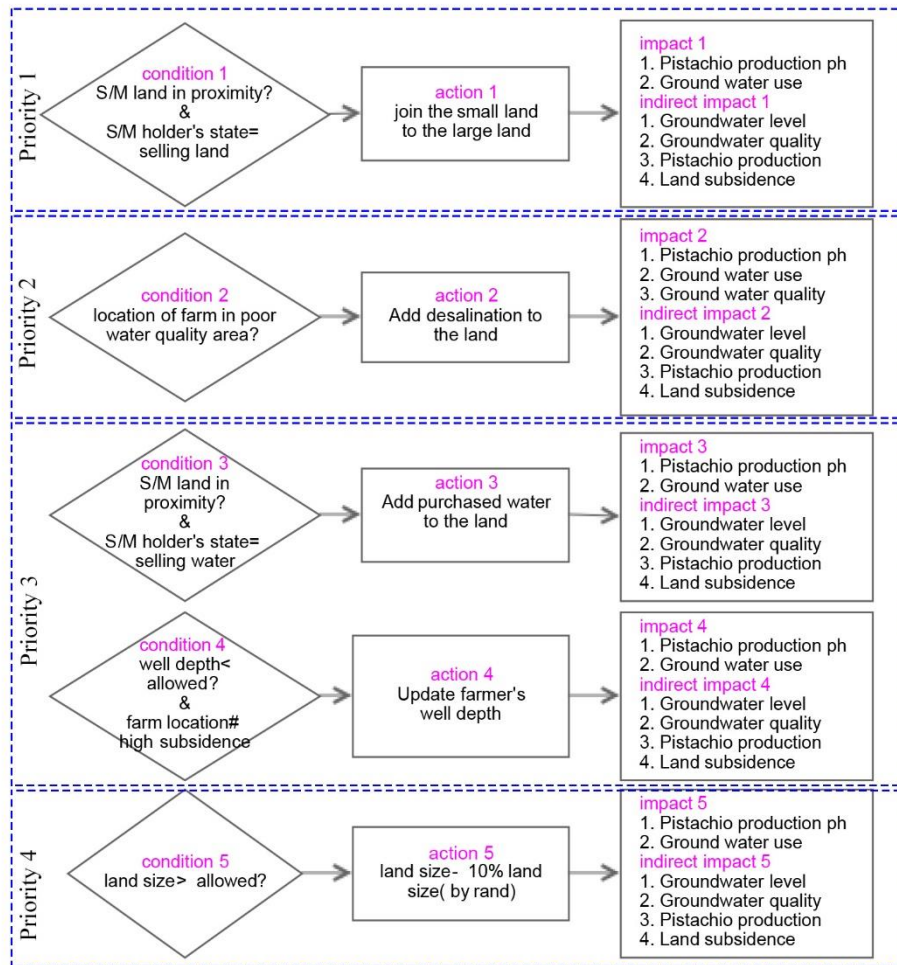 Priority 1
condition 1
S/M land in proximity?
&
S/M holder's state=
selling land
action 1
join the small land
to the large land
impact 1
1. Pistachio production ph
2. Ground water use
indirect impact 1
1. Groundwater level
2. Groundwater quality
3. Pistachio production
4. Land subsidence
Priority 2
condition 2
location of farm in poor
water quality area?
action 2
Add desalination to
the land
impact 2
1. Pistachio production ph
2. Ground water use
3. Ground water quality
indirect impact 2
1. Groundwater level
2. Groundwater quality
3. Pistachio production
4. Land subsidence
Priority 3
condition 3
S/M land in
proximity?
&
S/M holder's state=
selling water
action 3
Add purchased water
to the land
impact 3
1. Pistachio production ph
2. Ground water use
indirect impact 3
1. Groundwater level
2. Groundwater quality
3. Pistachio production
4. Land subsidence
condition 4
well depth<
allowed?
&
farm location#
high subsidence
action 4
Update farmer's
well depth
impact 4
1. Pistachio production ph
2. Ground water use
indirect impact 4
1. Groundwater level
2. Groundwater quality
3. Pistachio production
4. Land subsidence
Priority 4
condition 5
land size> allowed?
action 5
land size- 10% land
size( by rand)
impact 5
1. Pistachio production ph
2. Ground water use
indirect impact 5
1. Groundwater level
2. Groundwater quality
3. Pistachio production
4. Land subsidence